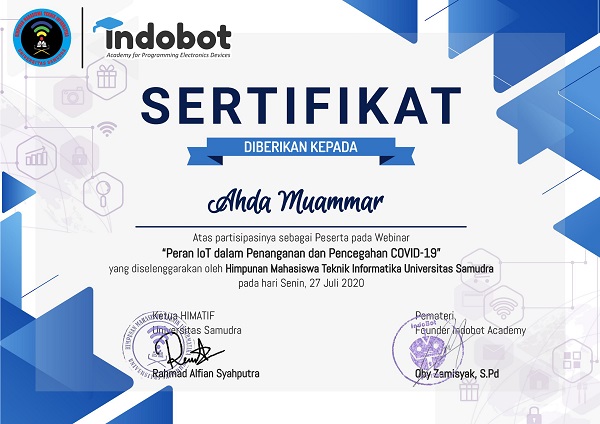 indobot
Academy for Programming Electronics Devices
SERTIFIKAT
DIBERIKAN KEPADA
Ahda Muammar
Atas partisipasinya sebagai Peserta pada Webinar
“Peran IoT dalam Penanganan dan Pencegahan COVID-19”
yang diselenggarakan oleh Himpunan Mahasiswa Teknik Informatika Universitas Samudra
pada hari Senin, 27 Juli 2020
Ketua HIMATIF
Universitas Samudra
Rahmad Alfian Syahputra
Pemateri,
Founder Indobot Academy
IndoBot
Oby Zamisyak, S.Pd